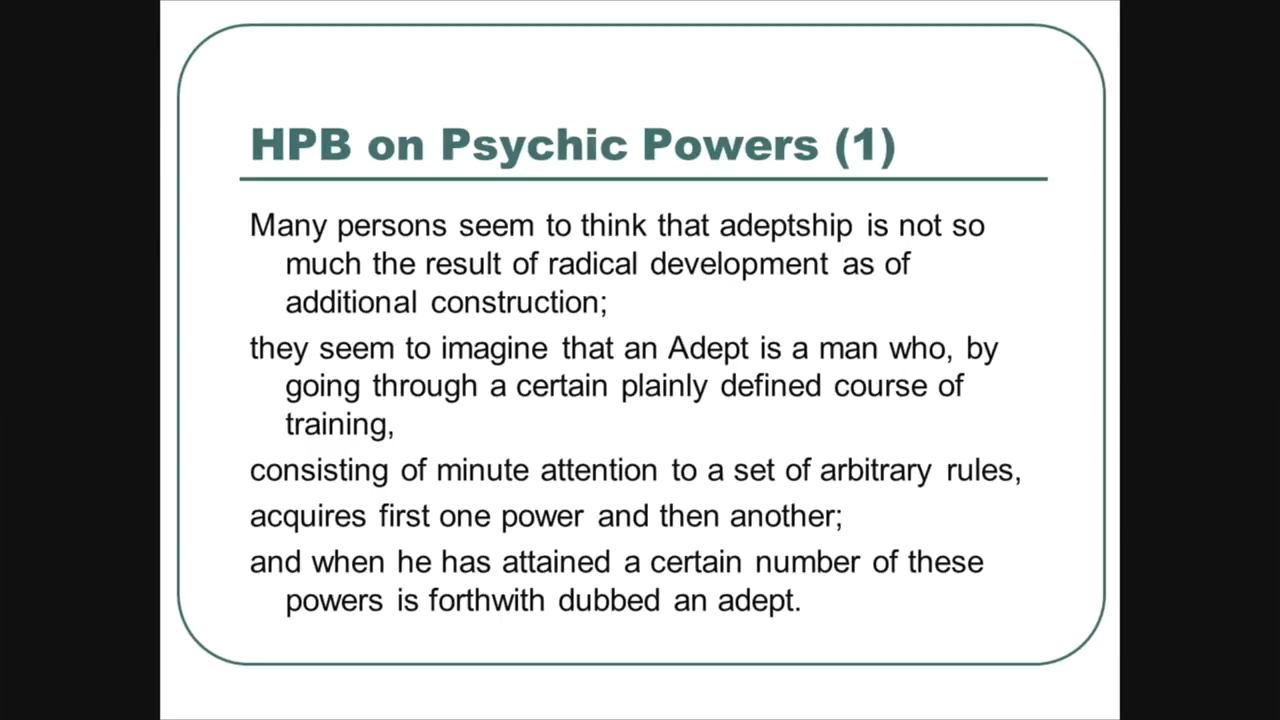 HPB on Psychic Powers (1)
Many persons seem to think that adeptship is not so
much the result of radical development as of
additional construction;
they seem to imagine that an Adept is a man who, by
going through a certain plainly defined course of
training,
consisting of minute attention to a set of arbitrary rules,
acquires first one power and then another;
and when he has attained a certain number of these
powers is forthwith dubbed an adept.